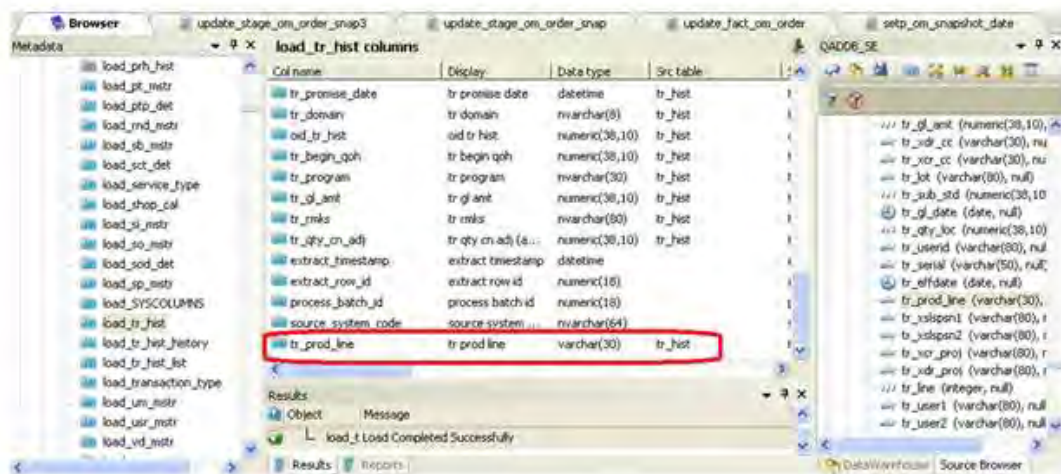 Browser update_stage_om_order_snap3 update_stage_om_order_snap update_fact_om_order setp_om_snapshot_date
Metadata
load_prh_hist
load_pt_mstr
load_ptp_det
load_rnd_mstr
load_sb_mstr
load_sct_det
load_service_type
load_shop_cal
load_si_mstr
load_so_mstr
load_sod_det
load_sp_mstr
load_SYSCOLUMNS
load_tr_hist
load_tr_hist_history
load_tr_hist_list
load_transaction_type
load_um_mstr
load_usr_mstr
load_vd_mstr
load_tr_hist columns
Col name Display Data type Src table
tr_promise_date tr promise date datetime tr_hist
tr_domain tr domain nvarchar(8) tr_hist
oid_tr_hist oid tr hist numeric(38,10) tr_hist
tr_begin_qoh tr begin qoh numeric(38,10) tr_hist
tr_program tr program nvarchar(30) tr_hist
tr_gl_amt tr gl amt numeric(38,10) tr_hist
tr_rmks tr rmks nvarchar(80) tr_hist
tr_qty_cn_adj tr qty cn adj (a... numeric(38,10) tr_hist
extract_timestamp extract timestamp datetime
extract_row_id extract row id numeric(18)
process_batch_id process batch id numeric(18)
source_system_code source system ... nvarchar(64)
tr_prod_line tr prod line varchar(30) tr_hist
Results
Object Message
load_t Load Completed Successfully
Results Reports
QADDB_SE
tr_gl_amt (numeric(38,10),
tr_xdr_cc (varchar(30), nu
tr_xcr_cc (varchar(30), nu
tr_lot (varchar(80), null)
tr_sub_std (numeric(38,10
tr_gl_date (date, null)
tr_qty_loc (numeric(38,10)
tr_userid (varchar(80), nul
tr_serial (varchar(50), null,
tr_effdate (date, null)
tr_prod_line (varchar(30),
tr_xslspsn1 (varchar(80), r
tr_xslspsn2 (varchar(80), r
tr_xcr_proj (varchar(80), r
tr_xdr_proj (varchar(80), r
tr_line (integer, null)
tr_user1 (varchar(80), null
tr_user2 (varchar(80), null
DataWarehouse Source Browser